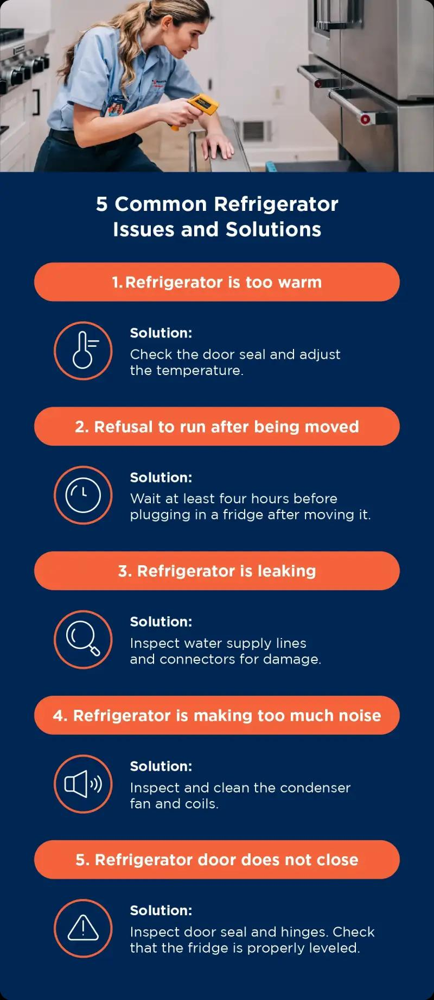 5 Common Refrigerator
Issues and Solutions
1. Refrigerator is too warm
Solution:
Check the door seal and adjust
the temperature.
2. Refusal to run after being moved
Solution:
Wait at least four hours before
plugging in a fridge after moving it.
3. Refrigerator is leaking
Solution:
Inspect water supply lines
and connectors for damage.
4. Refrigerator is making too much noise
Solution:
Inspect and clean the condenser
fan and coils.
5. Refrigerator door does not close
Solution:
Inspect door seal and hinges. Check
that the fridge is properly leveled.